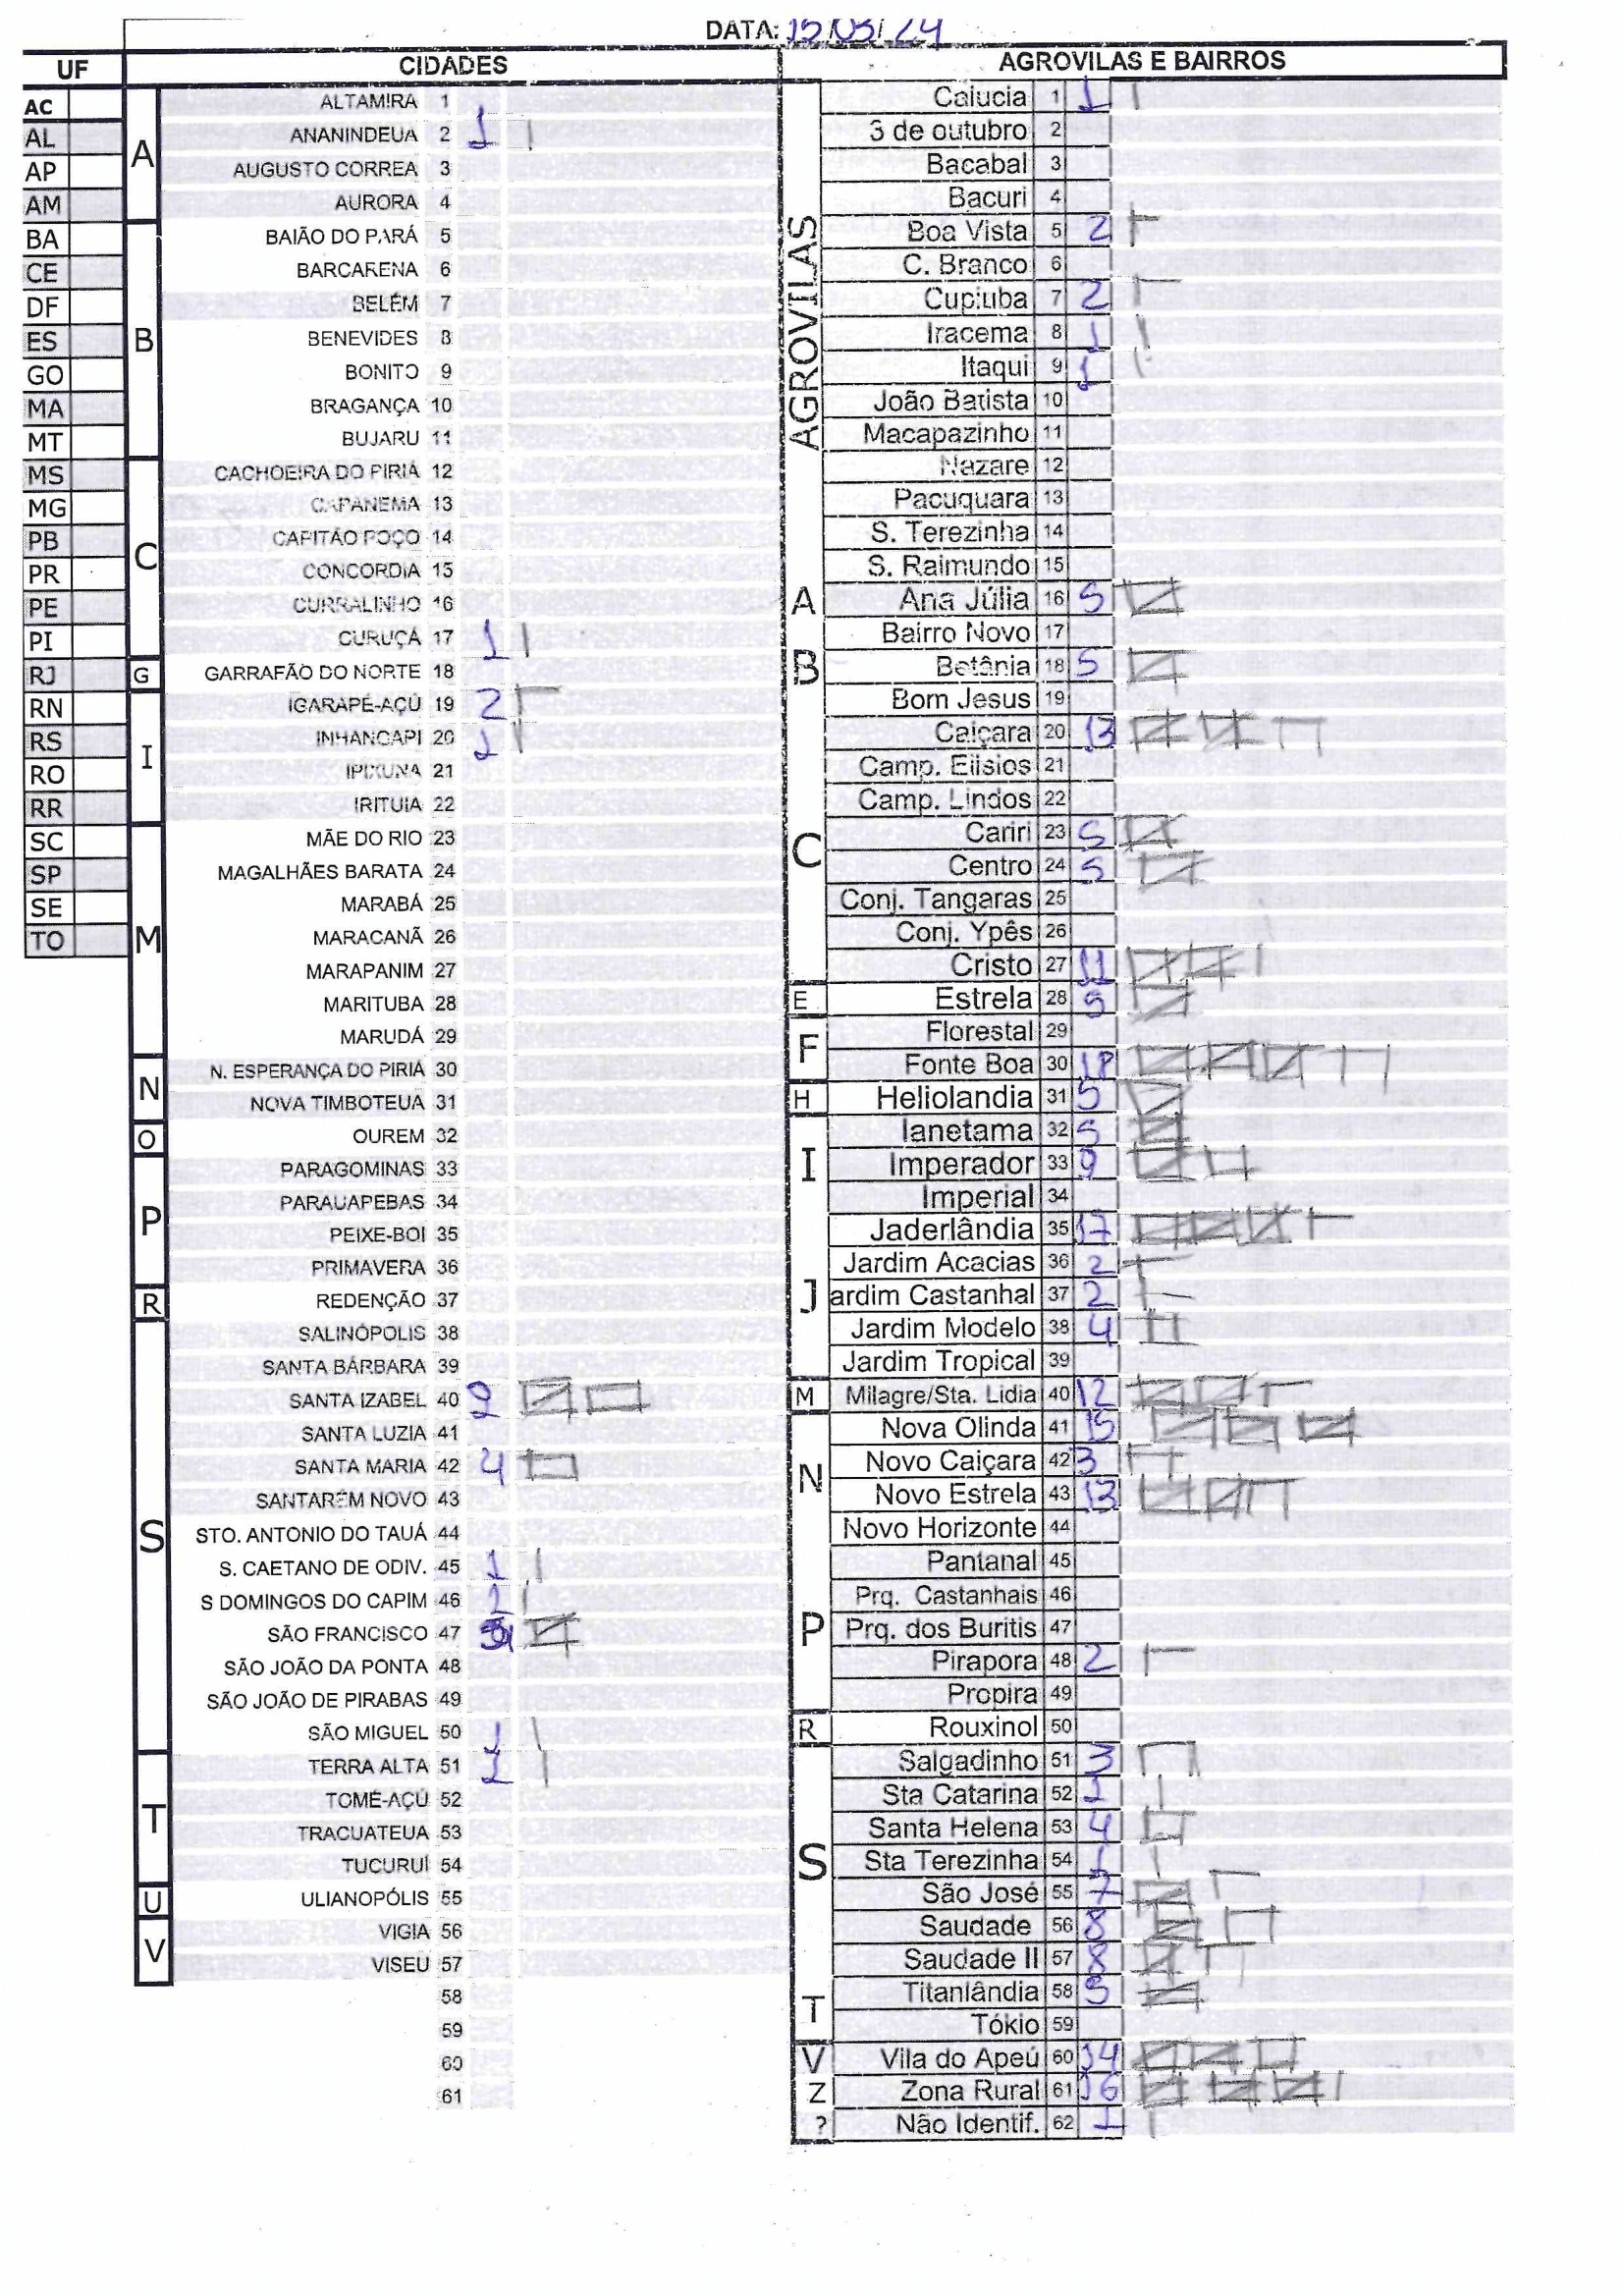 DATA: 15/03/24
UF CIDADES AGROVILAS E BAIRROS
AC
AL
AP
AM
BA
CE
DF
ES
GO
MA
MT
MS
MG
PB
PR
PE
PI
RJ
RN
RS
RO
RR
SC
SP
SE
TO
A
ALTAMIRA 1
ANANINDEUA 2 1
AUGUSTO CORREA 3
AURORA 4
B
BAIÃO DO PARÁ 5
BARCARENA 6
BELÉM 7
BENEVIDES 8
BONITO 9
BRAGANÇA 10
BUJARU 11
C
CACHOEIRA DO PIRIÁ 12
CAPANEMA 13
CAPITÃO POÇO 14
CONCORDIA 15
CURRALINHO 16
CURUÇÁ 17 1
G
GARRAFÃO DO NORTE 18
I
IGARAPÉ-AÇÚ 19 2
INHANGAPI 20 1
IPIXUNA 21
IRITUIA 22
M
MÃE DO RIO 23
MAGALHÃES BARATA 24
MARABÁ 25
MARACANÃ 26
MARAPANIM 27
MARITUBA 28
MARUDÁ 29
N
N. ESPERANÇA DO PIRIÁ 30
NOVA TIMBOTEUA 31
O
OUREM 32
P
PARAGOMINAS 33
PARAUAPEBAS 34
PEIXE-BOI 35
PRIMAVERA 36
R
REDENÇÃO 37
S
SALINÓPOLIS 38
SANTA BÁRBARA 39
SANTA IZABEL 40 9
SANTA LUZIA 41
SANTA MARIA 42 4
SANTARÉM NOVO 43
STO. ANTONIO DO TAUÁ 44
S. CAETANO DE ODIV. 45 1
S DOMINGOS DO CAPIM 46 1
SÃO FRANCISCO 47
SÃO JOÃO DA PONTA 48
SÃO JOÃO DE PIRABAS 49
SÃO MIGUEL 50 1
T
TERRA ALTA 51 1
TOMÉ-AÇÚ 52
TRACUATEUA 53
TUCURUÍ 54
U
ULIANOPÓLIS 55
V
VIGIA 56
VISEU 57
58
59
60
61
AGROVILAS
Caiucia 1 1
3 de outubro 2
Bacabal 3
Bacuri 4
Boa Vista 5 2
C. Branco 6
Cupiuba 7 2
Iracema 8 1
Itaqui 9 1
João Batista 10
Macapazinho 11
Nazare 12
Pacuquara 13
S. Terezinha 14
S. Raimundo 15
A
Ana Júlia 16 5
B
Bairro Novo 17
Betânia 18 5
Bom Jesus 19
C
Caiçara 20 13
Camp. Elisios 21
Camp. Lindos 22
Cariri 23 5
Centro 24 5
Conj. Tangaras 25
Conj. Ypês 26
Cristo 27 11
E
Estrela 28 5
F
Florestal 29
Fonte Boa 30 18
H
Heliolandia 31 5
I
Ianetama 32 5
Imperador 33 9
Imperial 34
J
Jaderlândia 35 17
Jardim Acacias 36 2
ardim Castanhal 37 2
Jardim Modelo 38 4
Jardim Tropical 39
M
Milagre/Sta. Lidia 40 12
N
Nova Olinda 41 15
Novo Caiçara 42 3
Novo Estrela 43 13
Novo Horizonte 44
P
Pantanal 45
Prq. Castanhais 46
Prq. dos Buritis 47
Pirapora 48 2
Propira 49
R
Rouxinol 50
S
Salgadinho 51 3
Sta Catarina 52 1
Santa Helena 53 4
Sta Terezinha 54 1
São José 55 7
Saudade 56 8
Saudade II 57 8
T
Titanlândia 58 5
Tókio 59
V
Vila do Apeú 60 14
Z
Zona Rural 61 16
?
Não Identif. 62 1